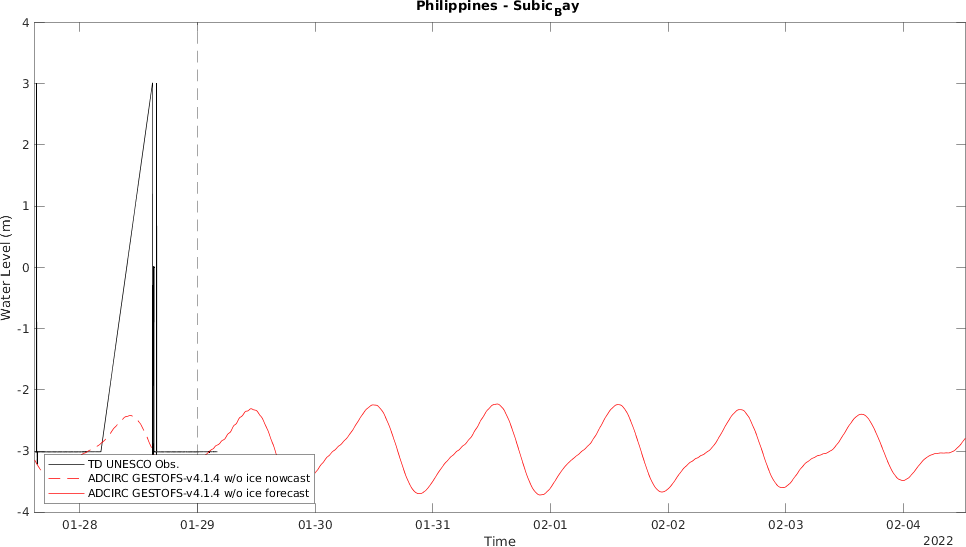 Philippines - Subic_Bay
4
3
2
1
0
-1
-2
-3
-4
Water Level (m)
TD UNESCO Obs.
ADCIRC GESTOFS-v4.1.4 w/o ice nowcast
ADCIRC GESTOFS-v4.1.4 w/o ice forecast
01-28 01-29 01-30 01-31 02-01 02-02 02-03 02-04
Time
2022